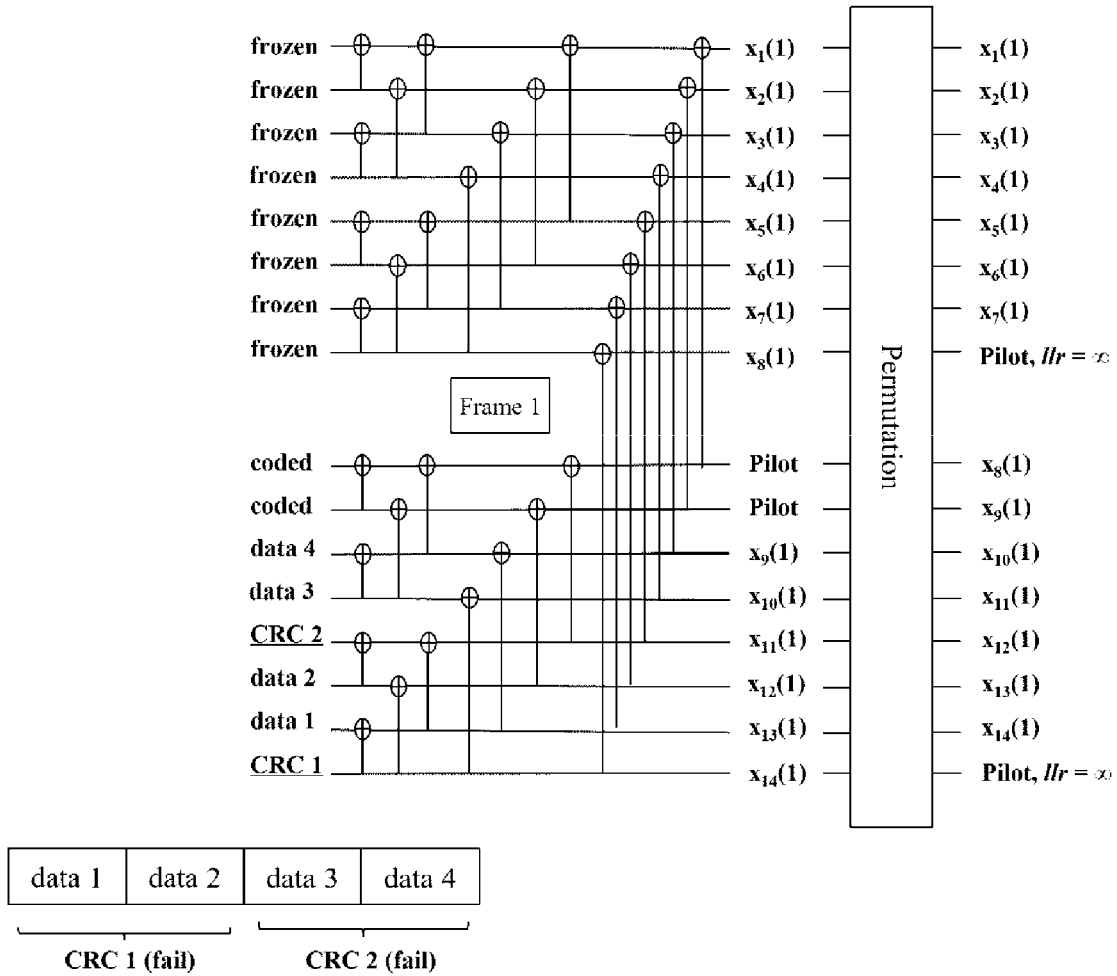 frozen x₁(1) x₁(1)
frozen x₂(1) x₂(1)
frozen x₃(1) x₃(1)
frozen x₄(1) x₄(1)
frozen x₅(1) x₅(1)
frozen x₆(1) x₆(1)
frozen x₇(1) x₇(1)
frozen x₈(1) Pilot, llr = ∞
Permutation
Frame 1
coded Pilot x₈(1)
coded Pilot x₉(1)
data 4 x₉(1) x₁₀(1)
data 3 x₁₀(1) x₁₁(1)
CRC 2 x₁₁(1) x₁₂(1)
data 2 x₁₂(1) x₁₃(1)
data 1 x₁₃(1) x₁₄(1)
CRC 1 x₁₄(1) Pilot, llr = ∞
data 1 data 2 data 3 data 4
CRC 1 (fail) CRC 2 (fail)